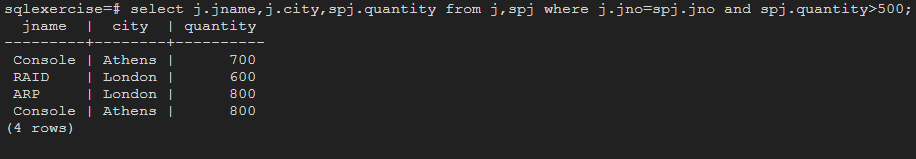 sqlexercise=# select j.jname,j.city,spj.quantity from j,spj where j.jno=spj.jno and spj.quantity>500;
  jname  |  city  | quantity
---------+--------+----------
 Console | Athens |      700
 RAID    | London |      600
 ARP     | London |      800
 Console | Athens |      800
(4 rows)